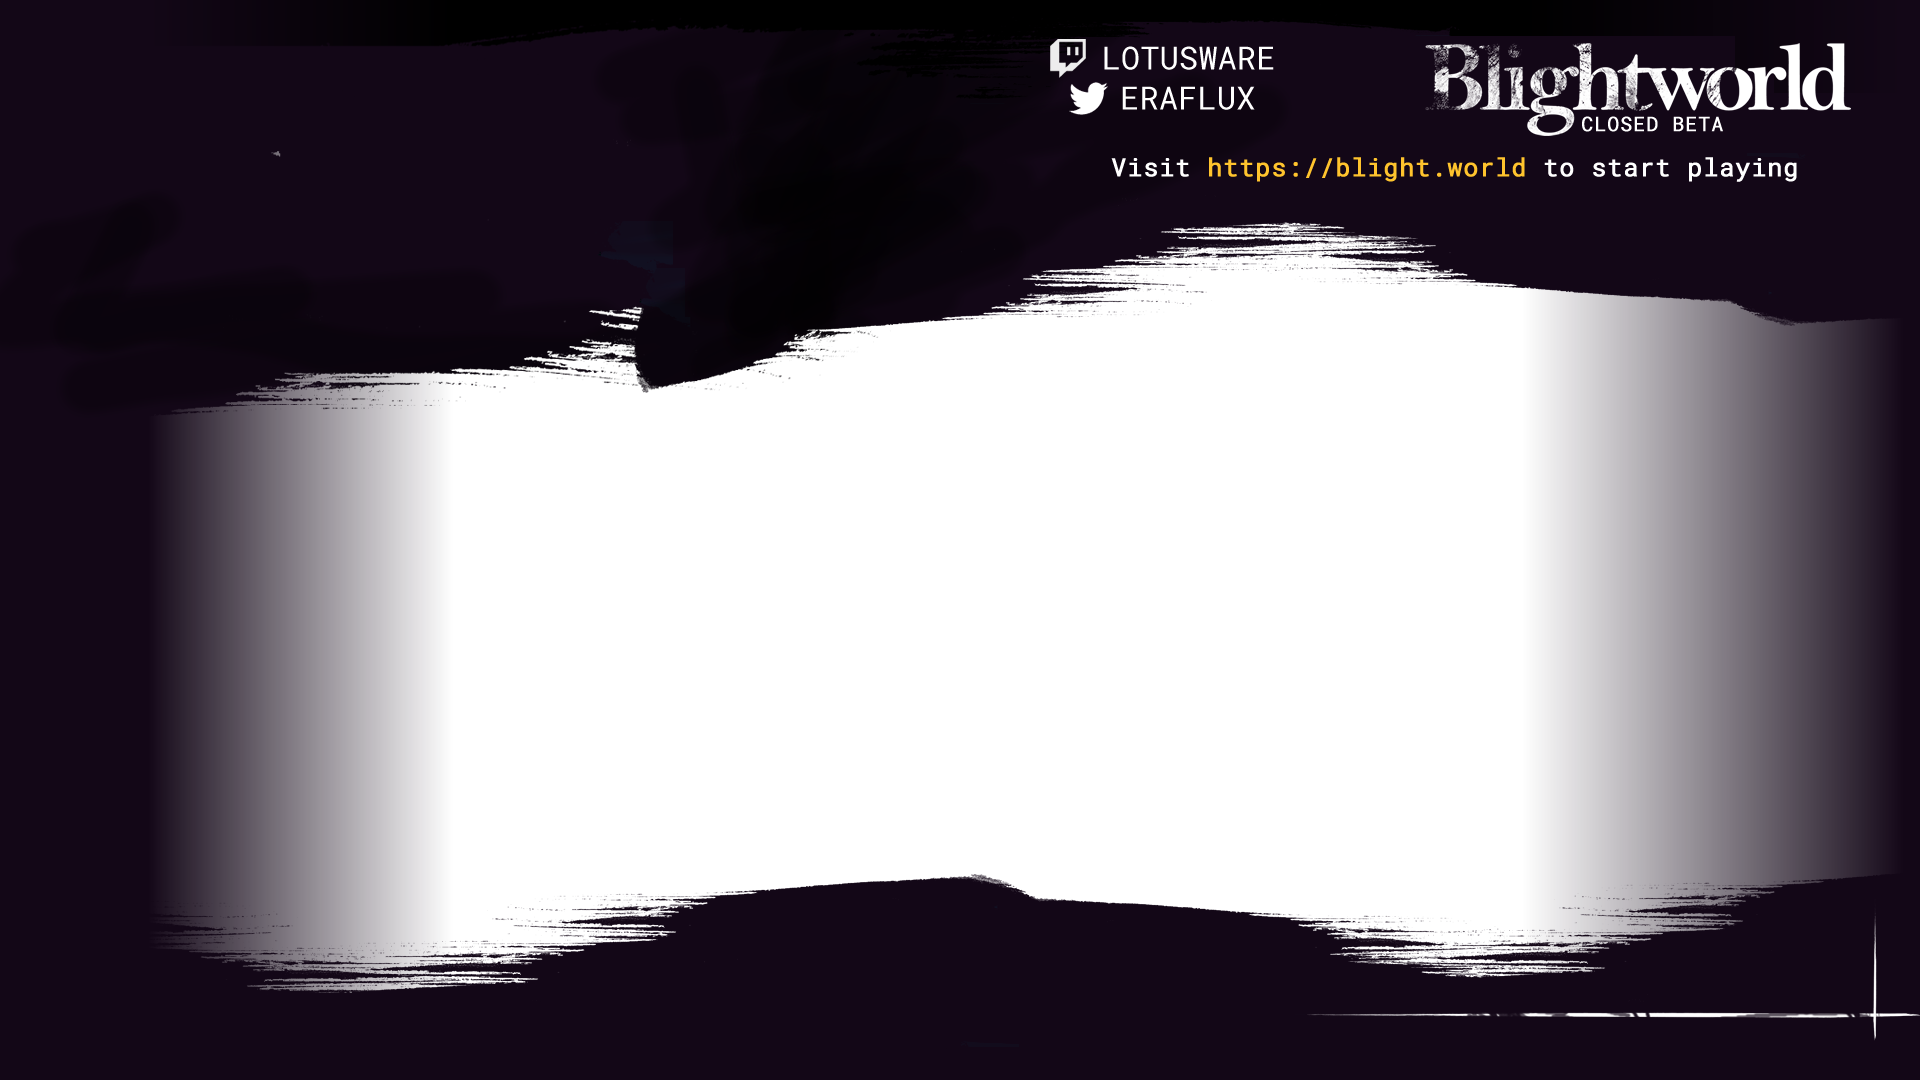 LOTUSWARE
ERAFLUX
Blightworld
CLOSED BETA
Visit https://blight.world to start playing